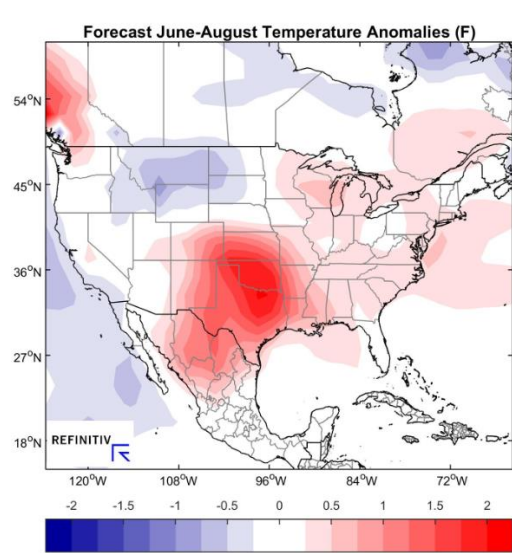 Forecast June-August Temperature Anomalies (F)
54°N
45°N
36°N
27°N
18°N
REFINITIV
120°W 108°W 96°W 84°W 72°W
-2 -1.5 -1 -0.5 0 0.5 1 1.5 2